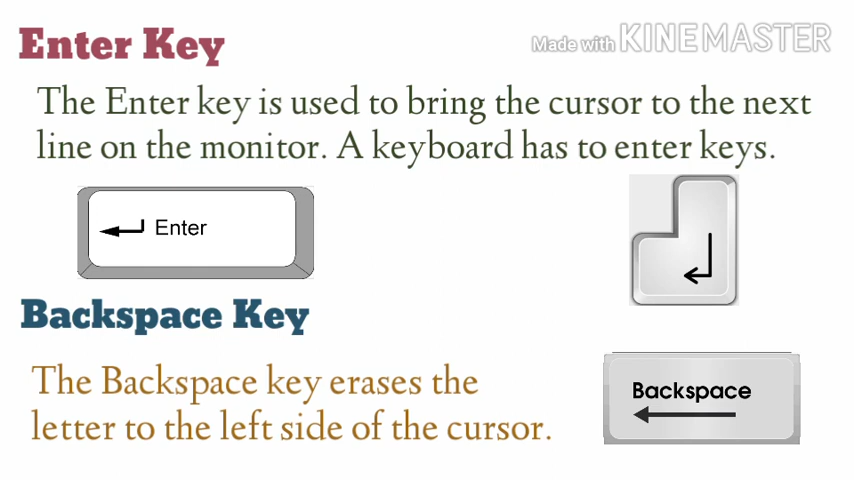 Enter Key
Made with KINEMASTER
The Enter key is used to bring the cursor to the next
line on the monitor. A keyboard has to enter keys.
Enter
Backspace Key
The Backspace key erases the
letter to the left side of the cursor.
Backspace